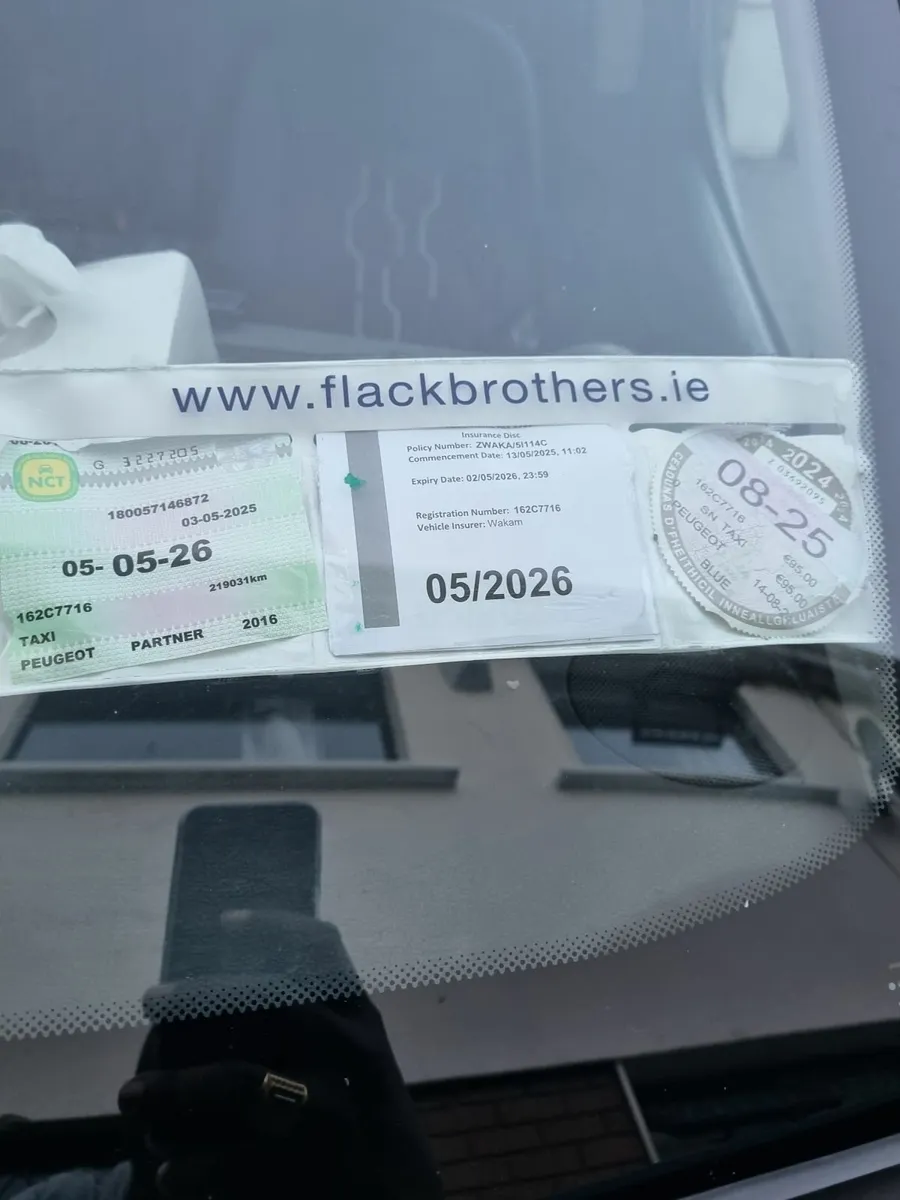 www.flackbrothers.ie
NCT
G 3227205
180057146872
03-05-2025
05- 05-26
219031km
162C7716
TAXI
PEUGEOT PARTNER 2016
Insurance Disc
Policy Number: ZWAKA/5I114C
Commencement Date: 13/05/2025, 11:02
Expiry Date: 02/05/2026, 23:59
Registration Number: 162C7716
Vehicle Insurer: Wakam
05/2026
2024
08-25
162C7716
SN TAXI
PEUGEOT
€95.00
BLUE
€95.00
14-08-2